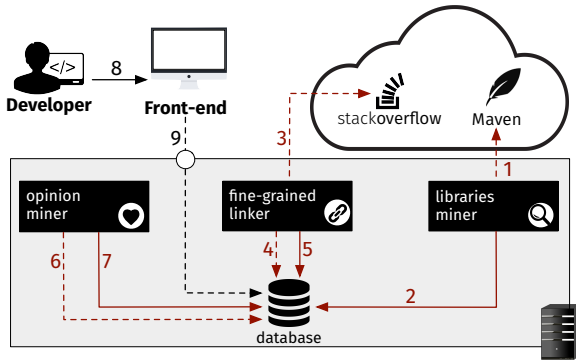 8
Developer
Front-end
stackoverflow
Maven
9
3
1
opinion
miner
fine-grained
linker
libraries
miner
6
7
4
5
2
database